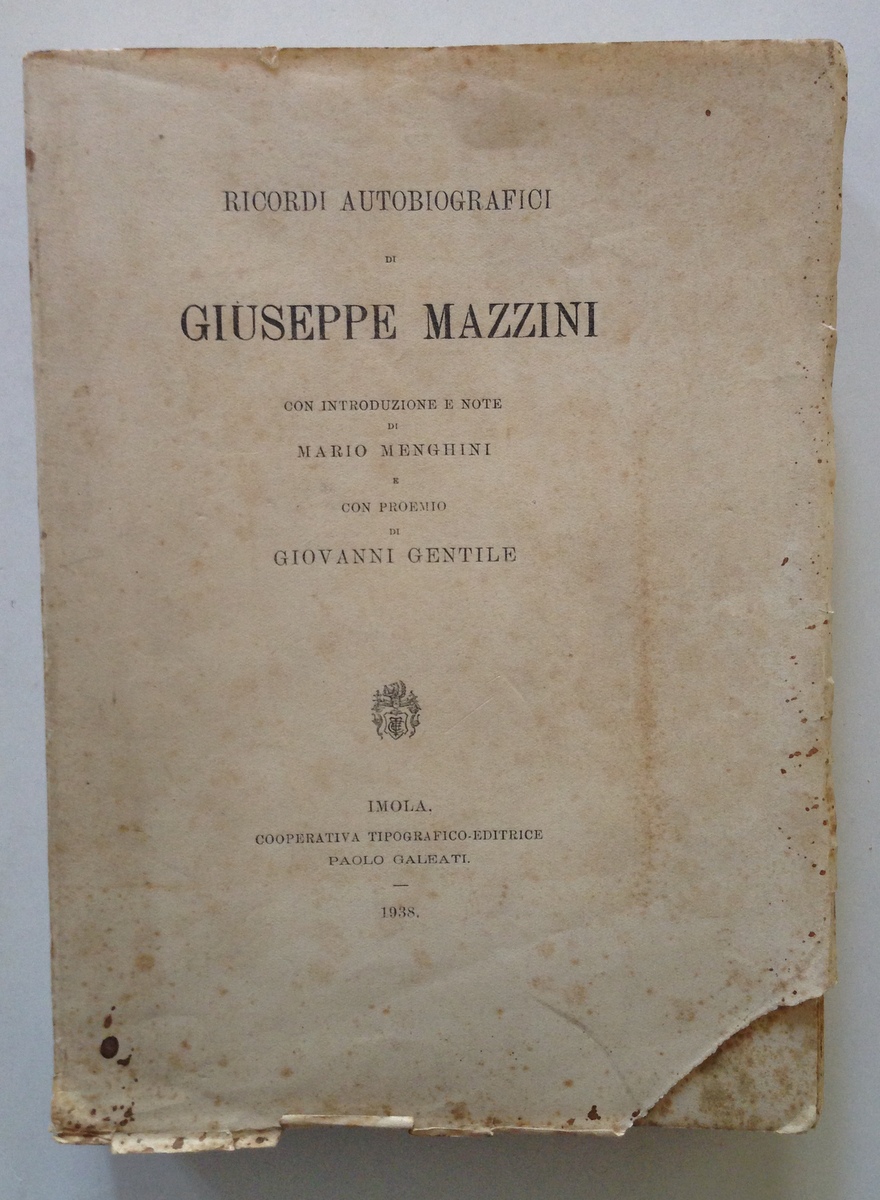 RICORDI AUTOBIOGRAFICI
DI
GIUSEPPE MAZZINI
CON INTRODUZIONE E NOTE
DI
MARIO MENGHINI
E
CON PROEMIO
DI
GIOVANNI GENTILE
IMOLA.
COOPERATIVA TIPOGRAFICO-EDITRICE
PAOLO GALEATI.
—
1938.